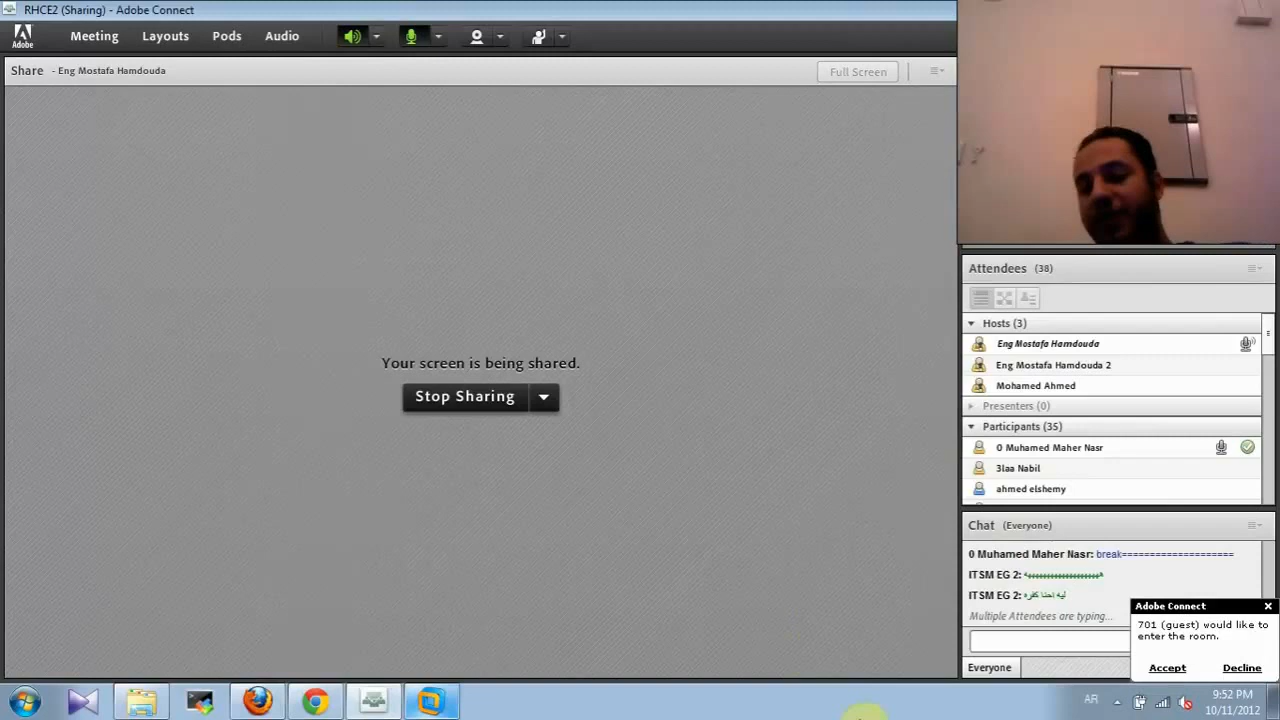 RHCE2 (Sharing) - Adobe Connect
Adobe
Meeting
Layouts
Pods
Audio
Share - Eng Mostafa Hamdouda
Full Screen
Your screen is being shared.
Stop Sharing
Attendees (38)
Hosts (3)
Eng Mostafa Hamdouda
Eng Mostafa Hamdouda 2
Mohamed Ahmed
Presenters (0)
Participants (35)
0 Muhamed Maher Nasr
3laa Nabil
ahmed elshemy
Chat (Everyone)
0 Muhamed Maher Nasr: break====================
ITSM EG 2:
ITSM EG 2: ليه احنا كفره
Multiple Attendees are typing...
Adobe Connect
701 (guest) would like to
enter the room.
Accept
Decline
Everyone
AR
9:52 PM
10/11/2012